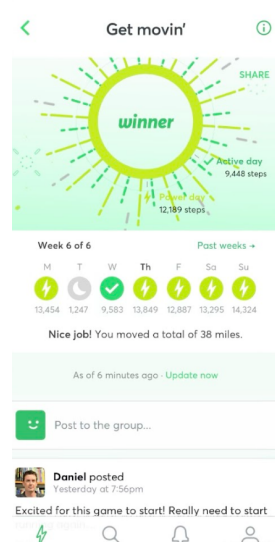 Get movin'
SHARE
winner
Active day
9,448 steps
Power day
12,189 steps
Week 6 of 6
Past weeks →
M T W Th F Sa Su
13,454 1,247 9,583 13,849 12,887 13,295 14,324
Nice job! You moved a total of 38 miles.
As of 6 minutes ago · Update now
Post to the group...
Daniel posted
Yesterday at 7:56pm
Excited for this game to start! Really need to start